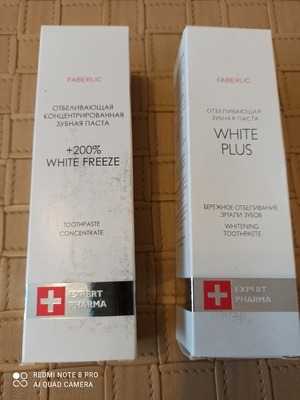 FABERLIC
ОТБЕЛИВАЮЩАЯ
КОНЦЕНТРИРОВАННАЯ
ЗУБНАЯ ПАСТА
+200%
WHITE FREEZE
TOOTHPASTE
CONCENTRATE
EXPERT
PHARMA
FABERLIC
ОТБЕЛИВАЮЩАЯ
ЗУБНАЯ ПАСТА
WHITE
PLUS
БЕРЕЖНОЕ ОТБЕЛИВАНИЕ
ЭМАЛИ ЗУБОВ
WHITENING
TOOTHPASTE
EXPERT
PHARMA
REDMI NOTE 8 PRO
AI QUAD CAMERA